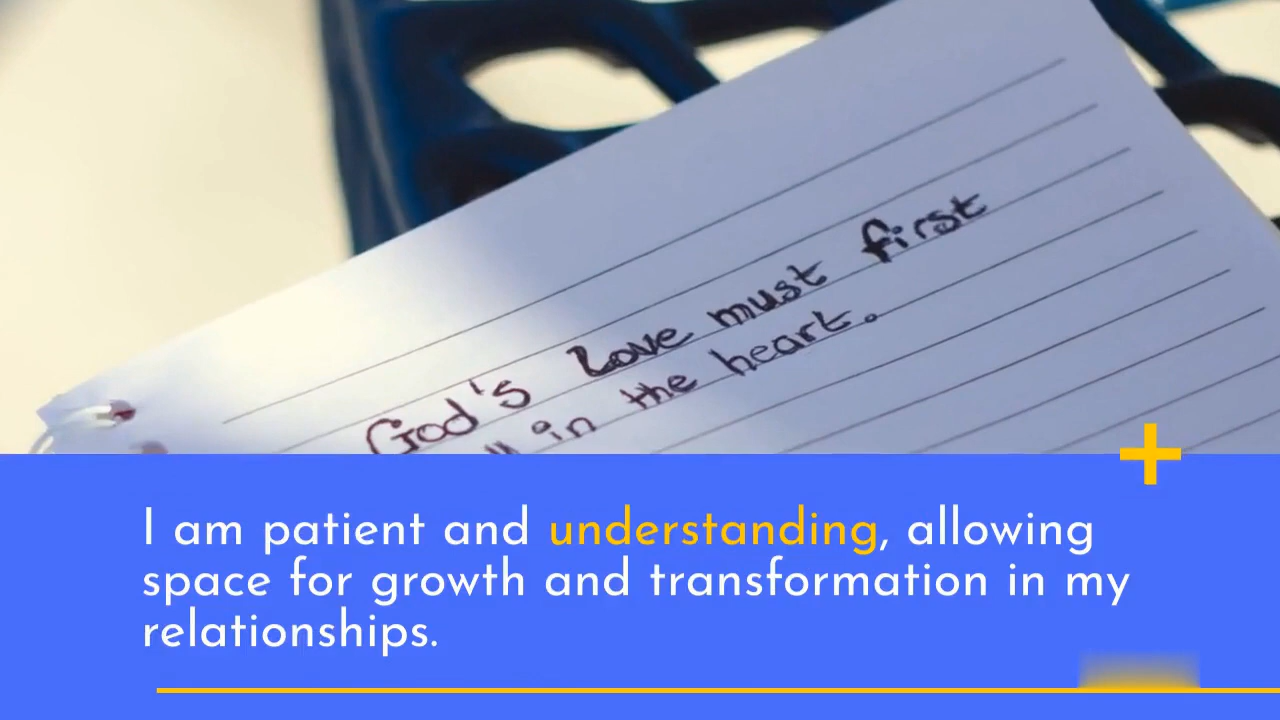 God's Love must first
in the heart.
I am patient and understanding, allowing
space for growth and transformation in my
relationships.